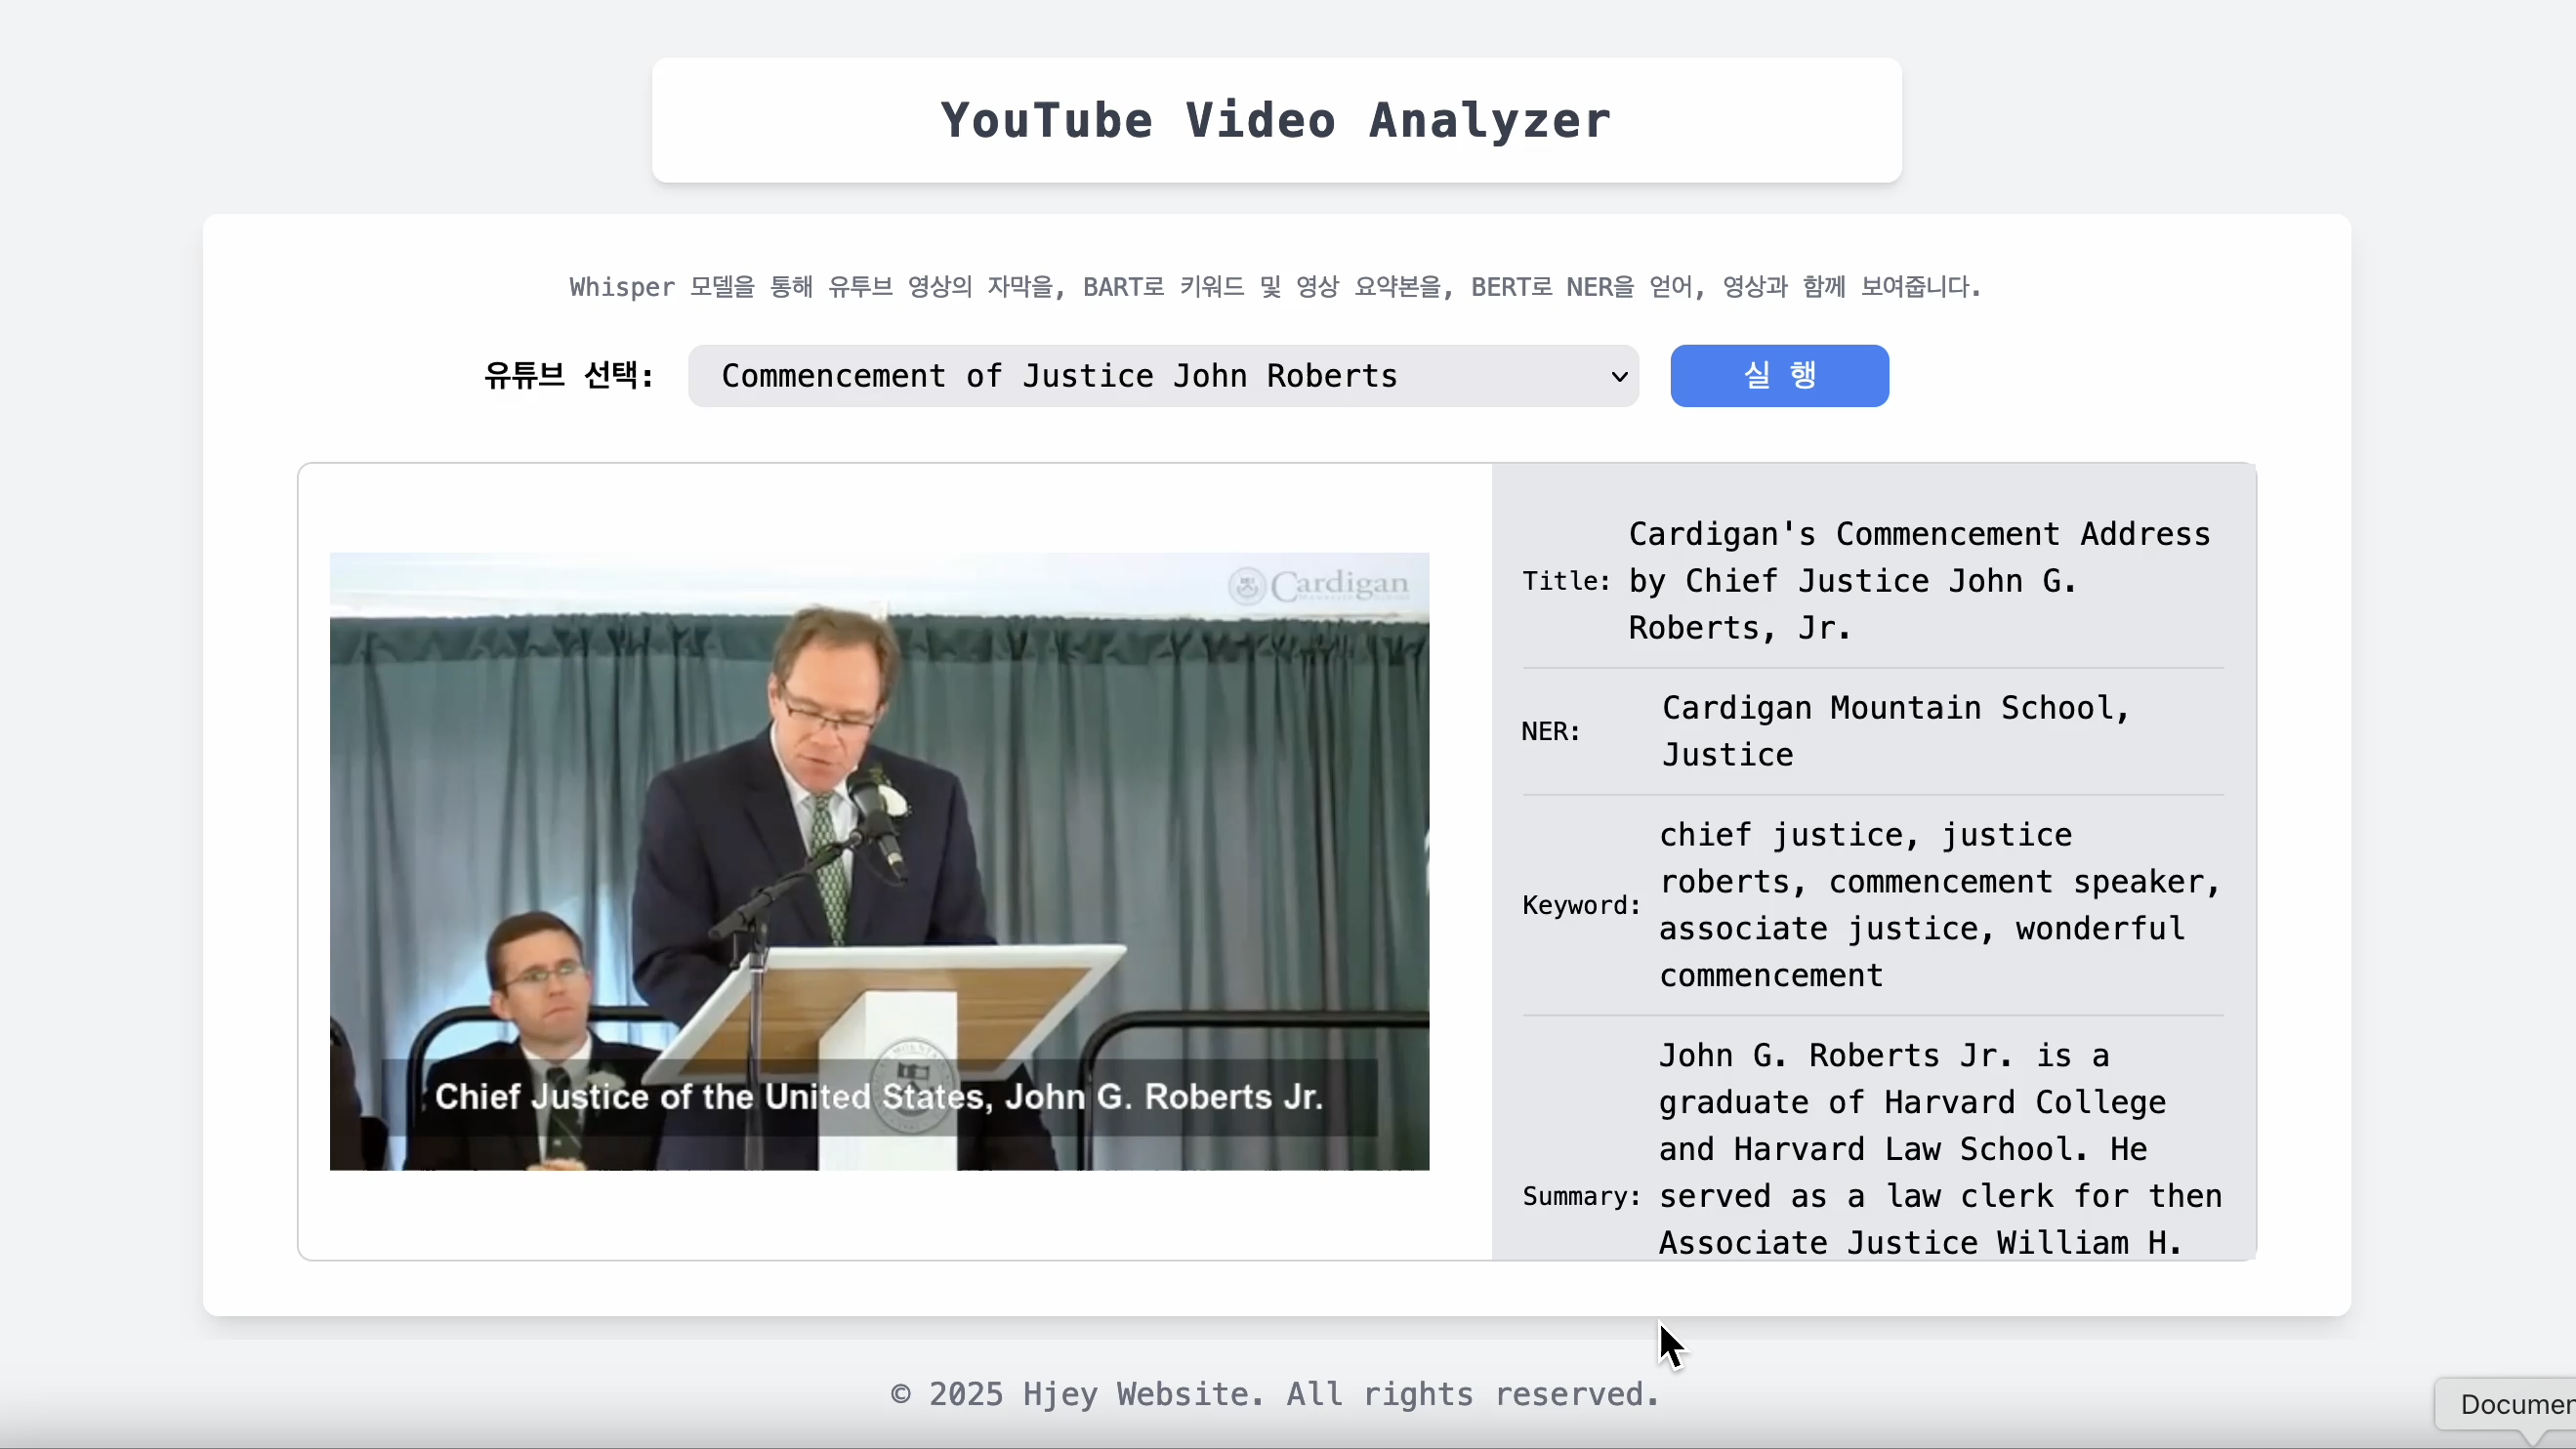 YouTube Video Analyzer
Whisper 모델을 통해 유투브 영상의 자막을, BART로 키워드 및 영상 요약본을, BERT로 NER을 얻어, 영상과 함께 보여줍니다.
유튜브 선택: Commencement of Justice John Roberts 실 행
Cardigan
Chief Justice of the United States, John G. Roberts Jr.
Title:
Cardigan's Commencement Address
by Chief Justice John G.
Roberts, Jr.
NER:
Cardigan Mountain School,
Justice
Keyword:
chief justice, justice
roberts, commencement speaker,
associate justice, wonderful
commencement
Summary:
John G. Roberts Jr. is a
graduate of Harvard College
and Harvard Law School. He
served as a law clerk for then
Associate Justice William H.
© 2025 Hjey Website. All rights reserved.